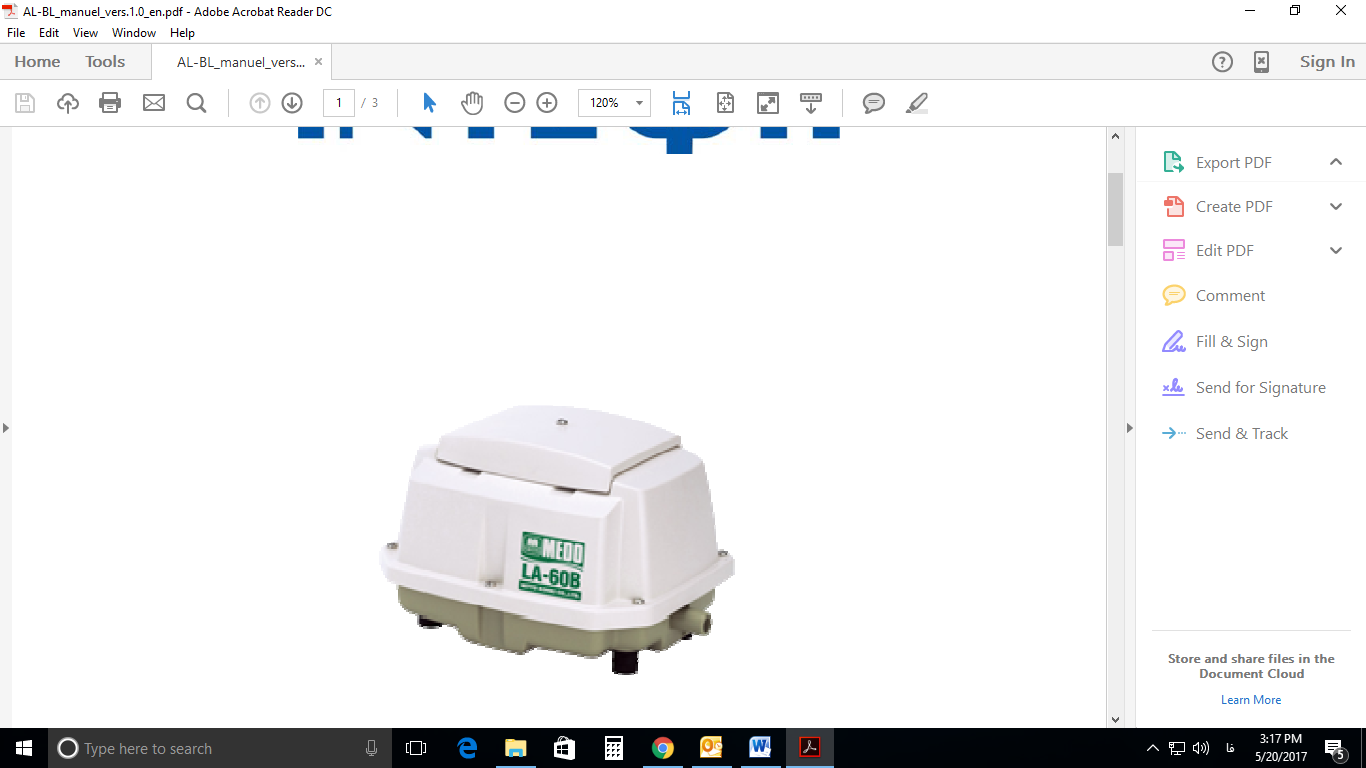 AL-BL_manuel_vers.1.0_en.pdf - Adobe Acrobat Reader DC
File Edit View Window Help
Home Tools AL-BL_manuel_vers... × Sign In
1 / 3 120%
Export PDF
Create PDF
Edit PDF
Comment
Fill & Sign
Send for Signature
Send & Track
MEDO
LA-60B
Store and share files in the
Document Cloud
Learn More
Type here to search
فا
3:17 PM
5/20/2017
5